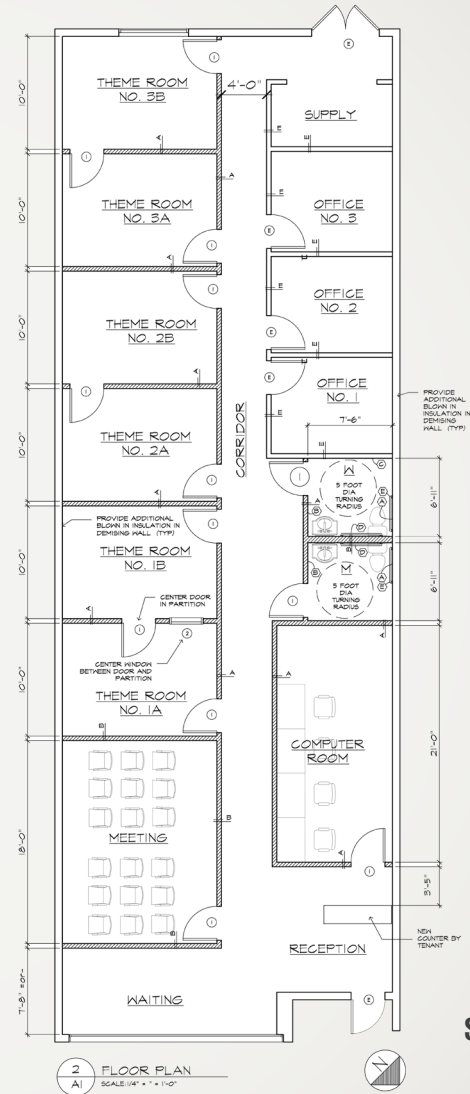 THEME ROOM
NO. 3B
4'-0"
SUPPLY
E
1
10'-0"
A
THEME ROOM
NO. 3A
OFFICE
NO. 3
10'-0"
THEME ROOM
NO. 2B
OFFICE
NO. 2
10'-0"
CORRIDOR
OFFICE
NO. 1
7'-6"
PROVIDE
ADDITIONAL
BLOWN IN
INSULATION IN
DEMISING
WALL (TYP)
THEME ROOM
NO. 2A
10'-0"
W
5 FOOT
DIA
TURNING
RADIUS
6'-11"
PROVIDE ADDITIONAL
BLOWN IN INSULATION IN
DEMISING WALL (TYP)
THEME ROOM
NO. 1B
10'-0"
M
5 FOOT
DIA
TURNING
RADIUS
6'-11"
CENTER DOOR
IN PARTITION
2
CENTER WINDOW
BETWEEN DOOR AND
PARTITION
THEME ROOM
NO. 1A
10'-0"
B
COMPUTER
ROOM
21'-0"
MEETING
18'-0"
3'-5"
NEW
COUNTER BY
TENANT
RECEPTION
WAITING
7'-8" +or-
E
2
A1
FLOOR PLAN
SCALE:1/4" = " = 1'-0"
N
S